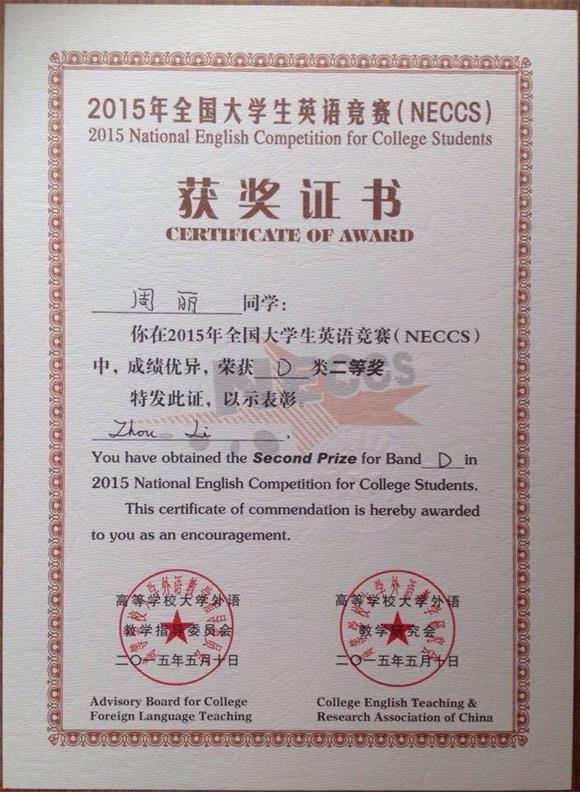 2015年全国大学生英语竞赛(NECCS)
2015 National English Competition for College Students
获奖证书
CERTIFICATE OF AWARD
周丽同学:
你在2015年全国大学生英语竞赛(NECCS)
中，成绩优异，荣获 D 类二等奖。
特发此证，以示表彰。
NECCS
Zhou Li ,
You have obtained the Second Prize for Band D in
2015 National English Competition for College Students.
This certificate of commendation is hereby awarded
to you as an encouragement.
高等学校大学外语
教学指导委员会
二〇一五年五月十日
Advisory Board for College
Foreign Language Teaching
高等学校大学外语
教学研究会
二〇一五年五月十日
College English Teaching &
Research Association of China